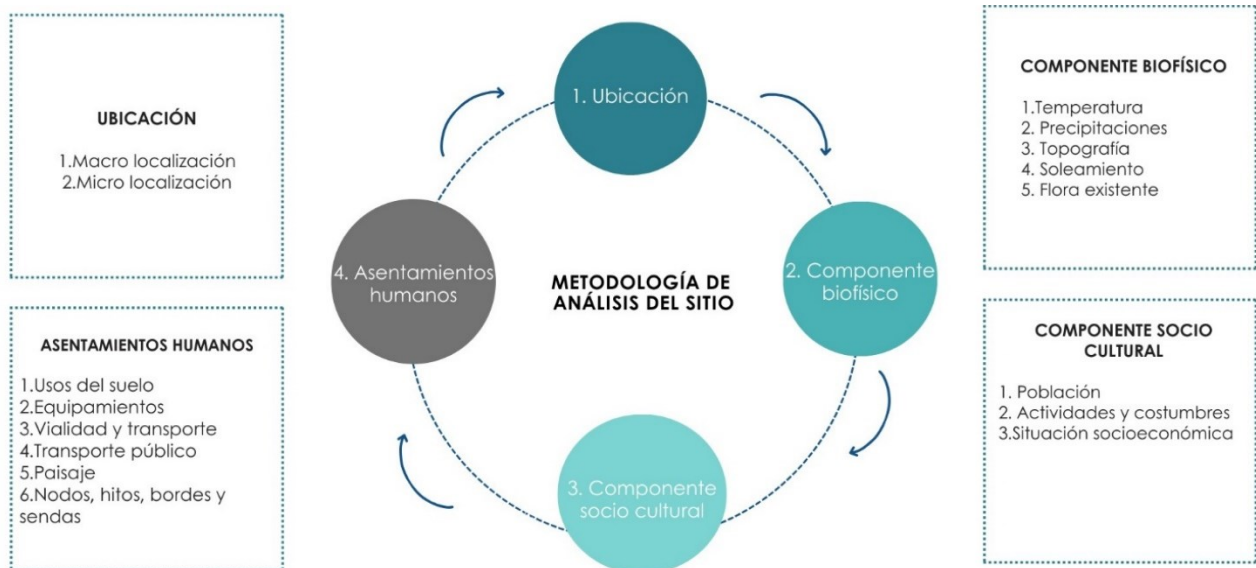 UBICACIÓN
1.Macro localización
2.Micro localización
ASENTAMIENTOS HUMANOS
1.Usos del suelo
2.Equipamientos
3.Vialidad y transporte
4.Transporte público
5.Paisaje
6.Nodos, hitos, bordes y
sendas
1. Ubicación
2. Componente
biofísico
3. Componente
socio cultural
4. Asentamientos
humanos
METODOLOGÍA DE
ANÁLISIS DEL SITIO
COMPONENTE BIOFÍSICO
1.Temperatura
2. Precipitaciones
3. Topografía
4. Soleamiento
5. Flora existente
COMPONENTE SOCIO
CULTURAL
1. Población
2. Actividades y costumbres
3.Situación socioeconómica